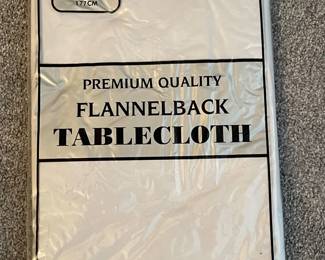 177CM
PREMIUM QUALITY
FLANNELBACK
TABLECLOTH